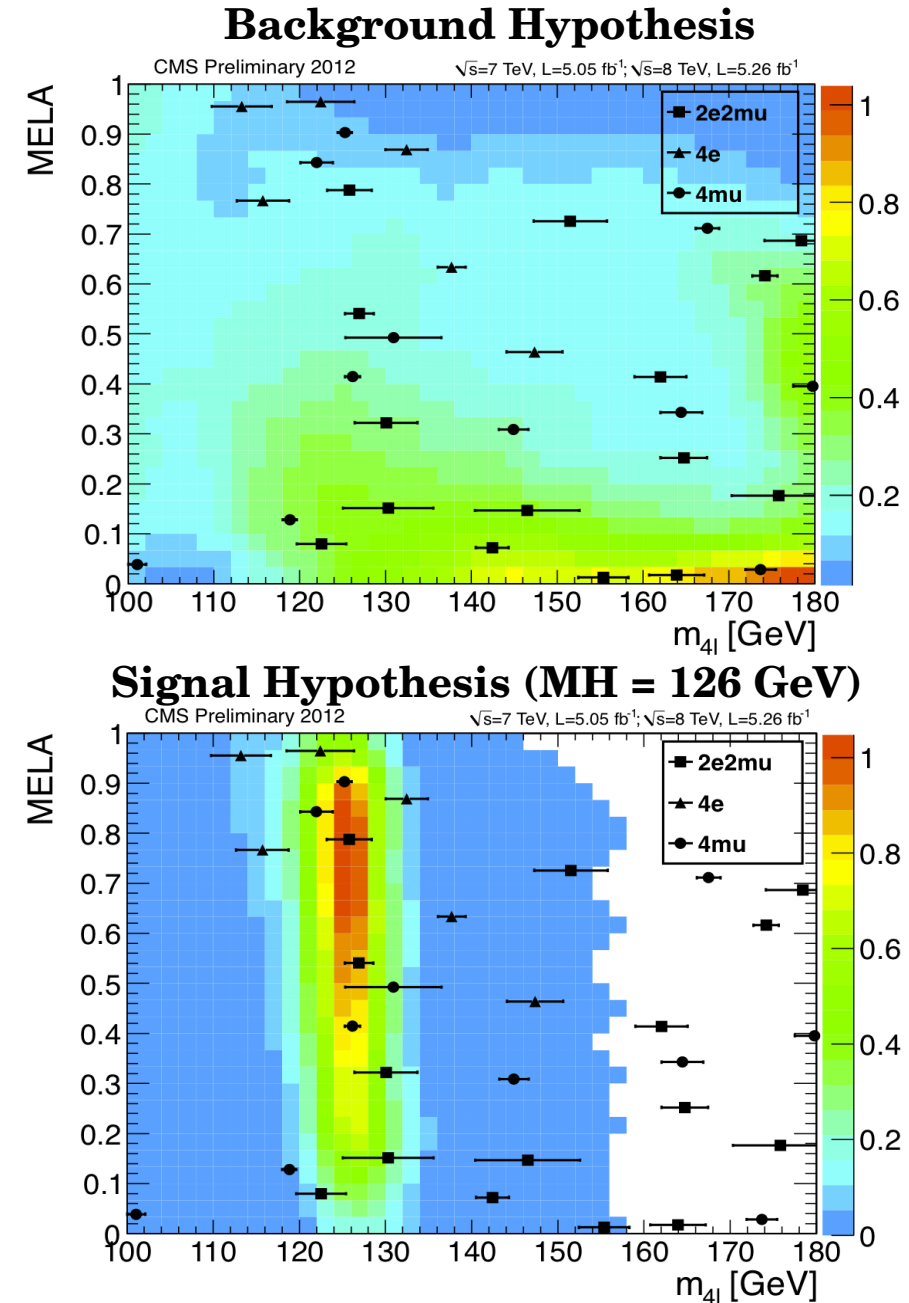 Background Hypothesis
CMS Preliminary 2012 √s=7 TeV, L=5.05 fb⁻¹; √s=8 TeV, L=5.26 fb⁻¹
MELA
1
0.9
0.8
0.7
0.6
0.5
0.4
0.3
0.2
0.1
0
2e2mu
4e
4mu
1
0.8
0.6
0.4
0.2
100 110 120 130 140 150 160 170 180
m4l [GeV]
Signal Hypothesis (MH = 126 GeV)
CMS Preliminary 2012 √s=7 TeV, L=5.05 fb⁻¹; √s=8 TeV, L=5.26 fb⁻¹
MELA
1
0.9
0.8
0.7
0.6
0.5
0.4
0.3
0.2
0.1
0
2e2mu
4e
4mu
1
0.8
0.6
0.4
0.2
0
100 110 120 130 140 150 160 170 180
m4l [GeV]